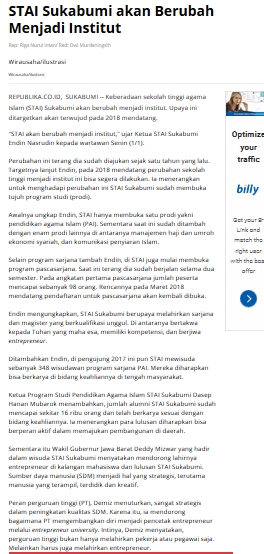 STAI Sukabumi akan Berubah
Menjadi Institut
Rep: Riga Nurul Iman/ Red: Dwi Murdaningsih
Wirausaha/ilustrasi
Wirausaha/ilustrasi
REPUBLIKA.CO.ID, SUKABUMI -- Keberadaan sekolah tinggi agama
Islam (STAI) Sukabumi akan berubah menjadi institut. Upaya ini
ditargetkan akan terwujud pada 2018 mendatang.
"STAI akan berubah menjadi institut,'' ujar Ketua STAI Sukabumi
Endin Nasrudin kepada wartawan Senin (1/1).
Perubahan ini terang dia sudah diajukan sejak satu tahun yang lalu.
Targetnya lanjut Endin, pada 2018 mendatang perubahan sekolah
tinggi menjadi institut ini bisa segera dilakukan. Ia menerangkan
untuk menghadapi perubahan ini STAI Sukabumi sudah membuka
tujuh program studi (prodi).
Awalnya ungkap Endin, STAI hanya membuka satu prodi yakni
pendidikan agama Islam (PAI). Sementara saat ini sudah ditambah
dengan enam prodi lainnya di antaranya manajemen haji dan umroh
ekonomi syariah, dan komunikasi penyiaran Islam.
Selain program sarjana tambah Endin, di STAI juga mulai membuka
program pascasarjana. Saat ini terang dia sudah berjalan selama dua
semester. Pada angkatan pertama pascasarjana jumlah peserta
mencapai sebanyak 98 orang. Rencannya pada Maret 2018
mendatang pendaftaran untuk pascasarjana akan kembali dibuka.
Endin mengungkapkan, STAI Sukabumi berupaya melahirkan sarjana
dan magister yang berkualifikasi unggul. Di antaranya bertakwa
kepada Tuhan yang maha esa, memiliki kompetensi, dan berjiwa
entrepreneur.
Ditambahkan Endin, di pengujung 2017 ini pun STAI mewisuda
sebanyak 348 wisudawan program sarjana PAI. Mereka diharapkan
bisa berkarya di bidang keahliannya di tengah masyarakat.
Ketua Program Studi Pendidikan Agama Islam STAI Sukabumi Dasep
Hanan Mubarok menambahkan, jumlah alumni STAI Sukabumi sudah
mencapai sekitar 16 ribu orang dan telah berkarya sesuai dengan
bidang keahliannya. Ia menerangkan para lulusan diharapkan bisa
berperan aktif dalam memajukan pembangunan di daerah.
Sementara itu Wakil Gubernur Jawa Barat Deddy Mizwar yang hadir
dalam wisuda STAI Sukabumi menyatakan mendorong lahirnya
entrepreneur di kalangan mahasiswa dan lulusan STAI Sukabumi.
Sumber daya manusia (SDM) menjadi hal yang strategis, terutama
manusia yang terampil, terdidik dan kreatif.
Peran perguruan tinggi (PT), Demiz menuturkan, sangat strategis
dalam peningkatan kualitas SDM. Karena itu, ia mendorong
bagaimana PT mengembangkan diri menjadi pencetak entrepreneur
melalui entrepreneur university. Intinya, Demiz menyatakan,
perguruan tinggi bukan hanya melahirkan pekerja atau pegawai saja.
Melainkan harus juga melahirkan entrepreneur.
Optimize
your
traffic
billy
Link and
match the
right user
with the best
offer